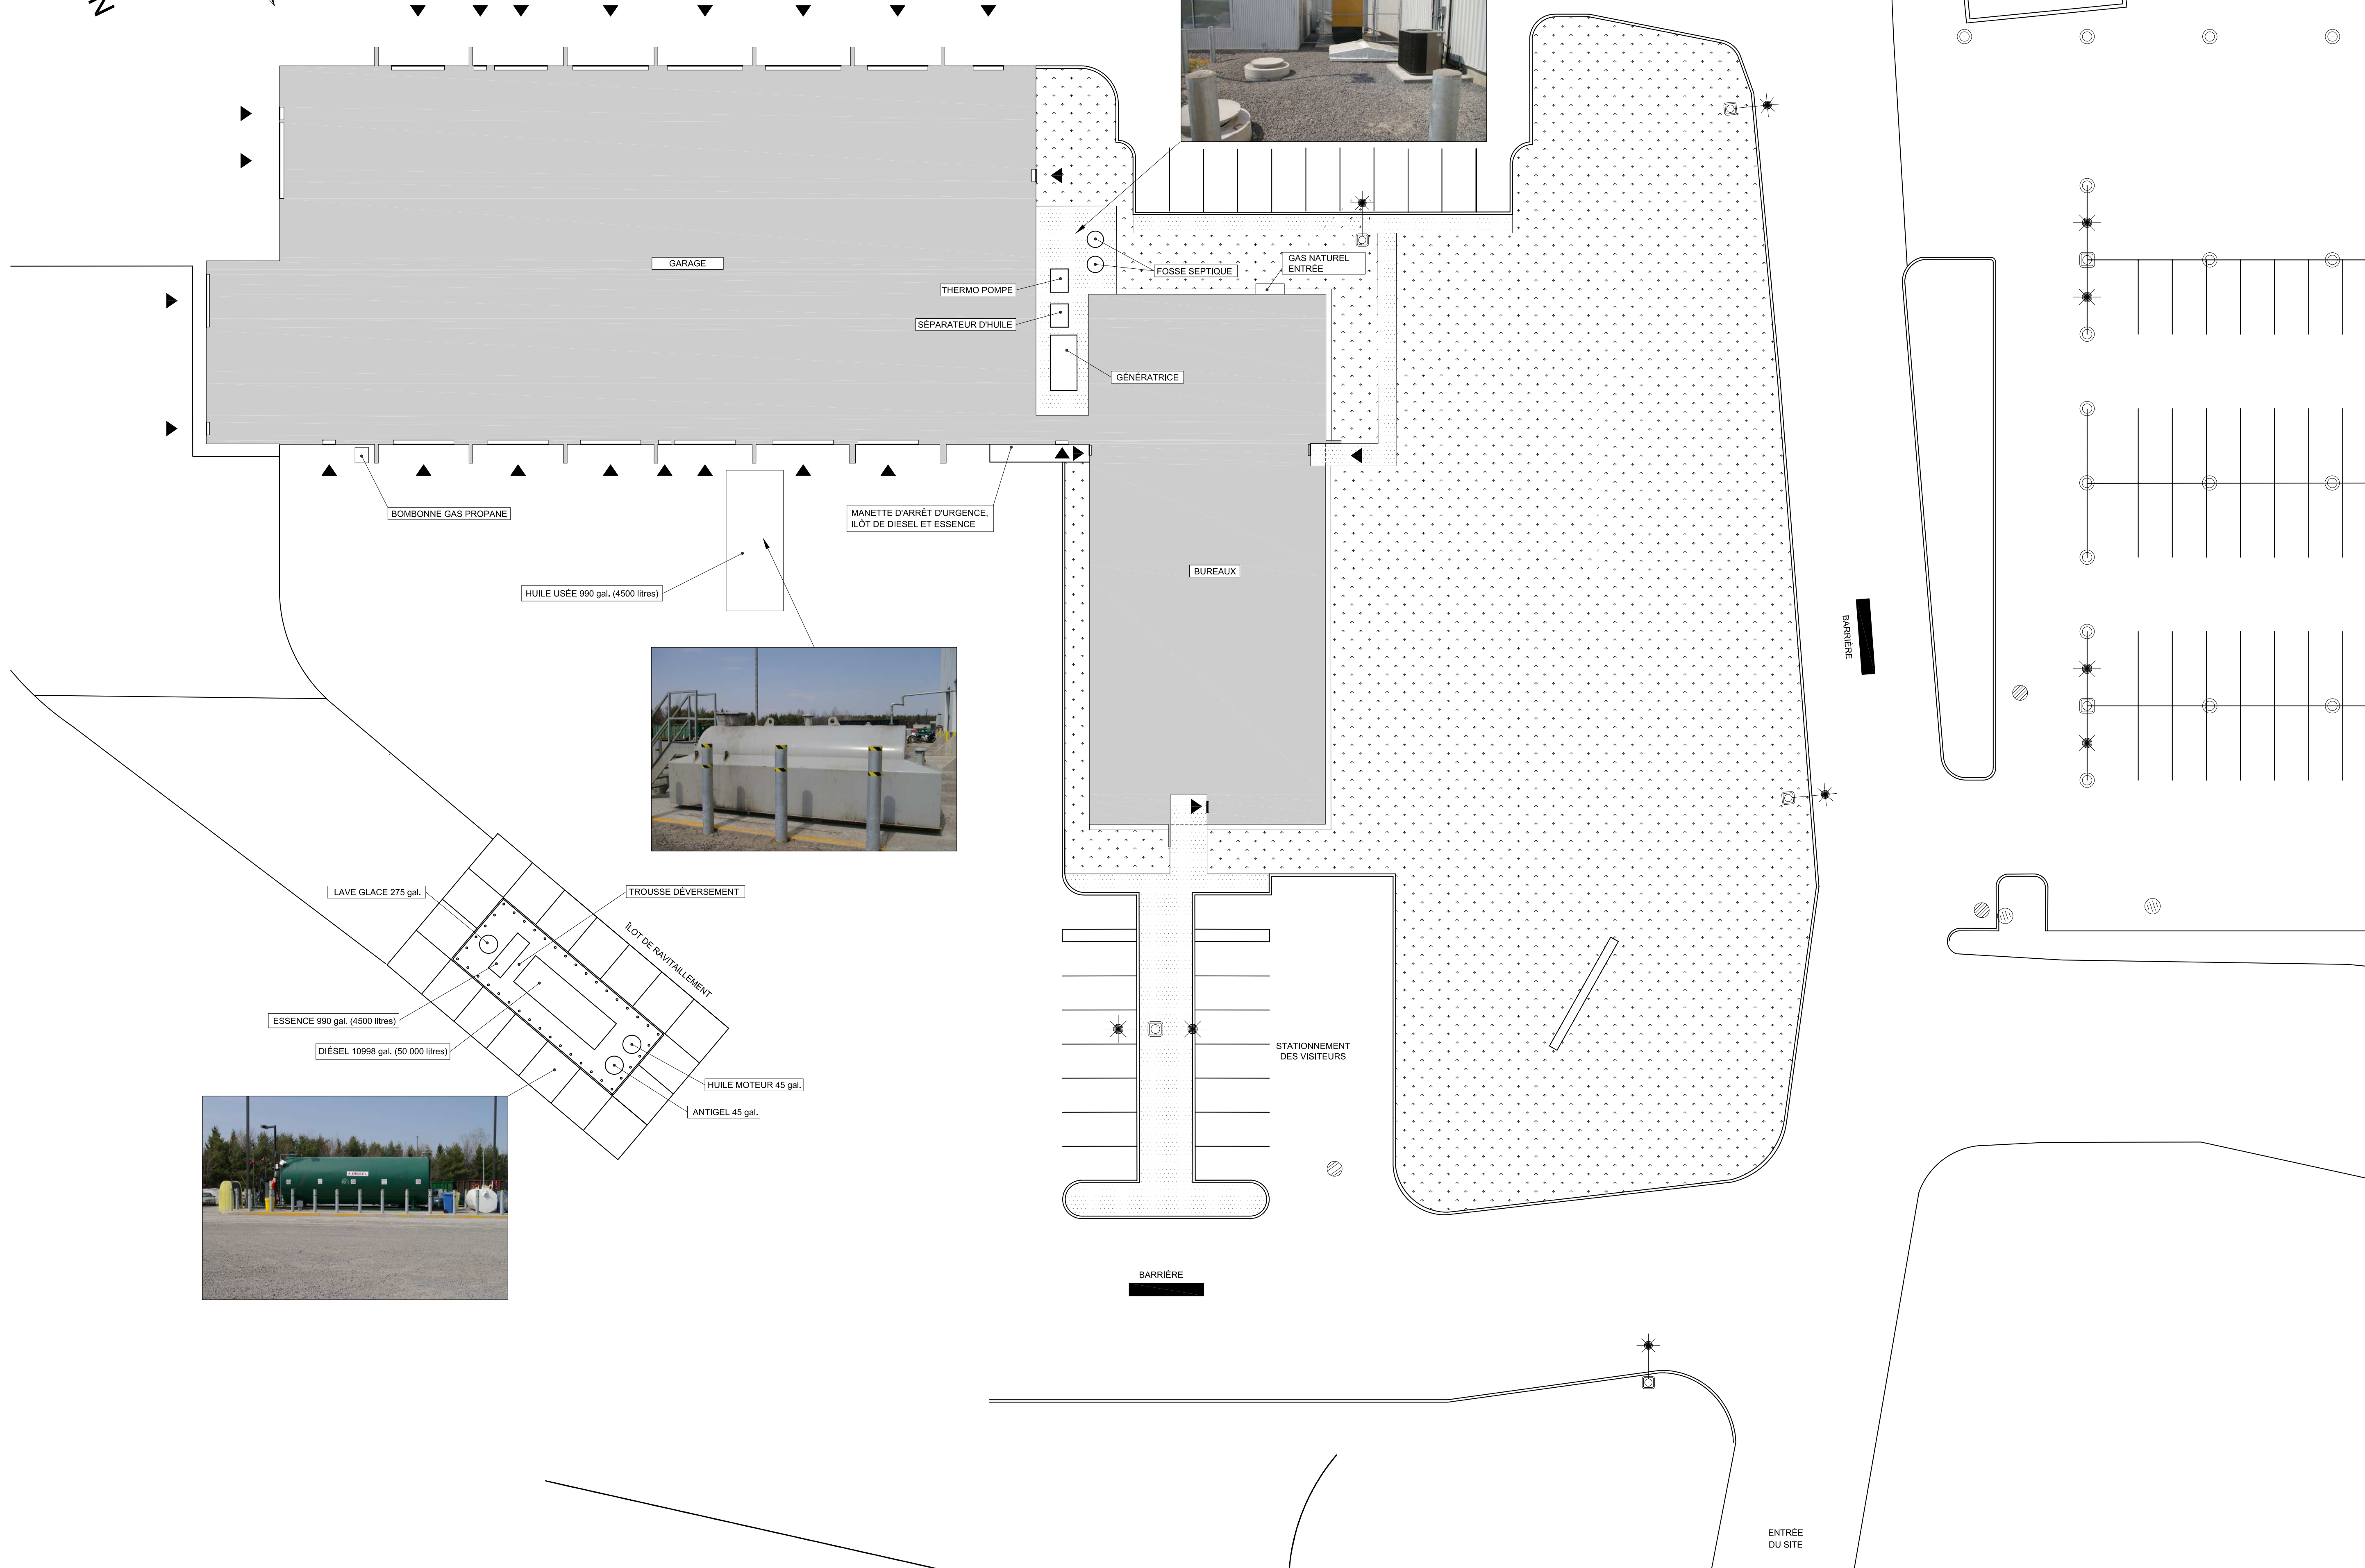 N
GARAGE
THERMO POMPE
SÉPARATEUR D'HUILE
FOSSE SEPTIQUE
GAS NATUREL
ENTRÉE
GÉNÉRATRICE
BOMBONNE GAS PROPANE
MANETTE D'ARRÊT D'URGENCE,
ILÔT DE DIESEL ET ESSENCE
HUILE USÉE 990 gal. (4500 litres)
BUREAUX
BARRIÈRE
LAVE GLACE 275 gal.
TROUSSE DÉVERSEMENT
ÎLOT DE RAVITAILLEMENT
ESSENCE 990 gal. (4500 litres)
DIÉSEL 10998 gal. (50 000 litres)
HUILE MOTEUR 45 gal.
ANTIGEL 45 gal.
STATIONNEMENT
DES VISITEURS
BARRIÈRE
ENTRÉE
DU SITE